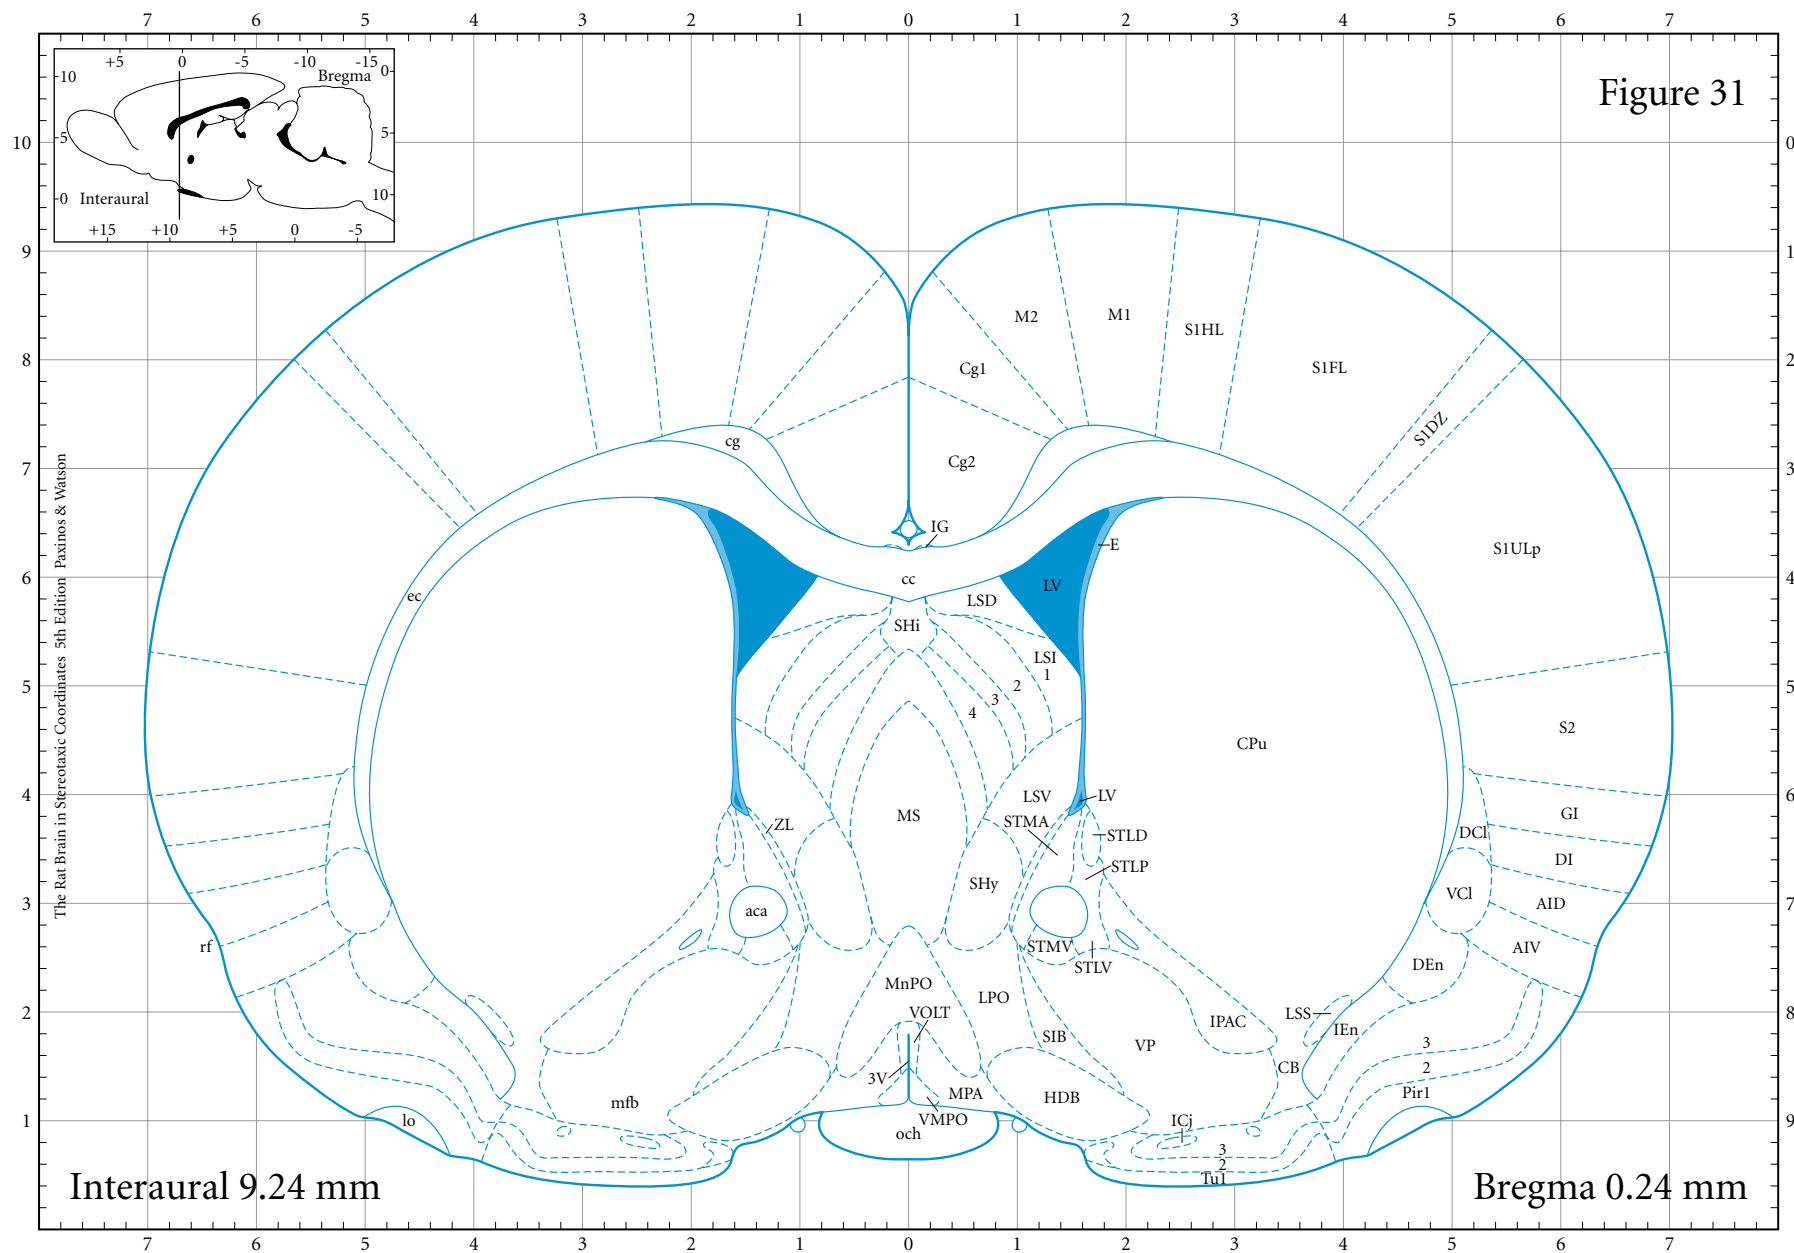 7 6 5 4 3 2 1 0 1 2 3 4 5 6 7
+5 0 -5 -10 -15
Bregma
-10 0
-5 5
-0 Interaural 10
+15 +10 +5 0 -5
Figure 31
10 0
9 1
8 2
7 3
6 4
5 5
4 6
3 7
2 8
1 9
The Rat Brain in Stereotaxic Coordinates 5th Edition Paxinos & Watson
M2
M1
S1HL
S1FL
Cg1
S1DZ
cg
Cg2
IG
E
S1ULp
cc
LV
ec
LSD
SHi
LSI
1
2
3
4
S2
CPu
LSV
LV
MS
STMA
ZL
STLD
GI
DCl
DI
STLP
SHy
VCl
AID
aca
rf
STMV
STLV
AIV
DEn
MnPO
LPO
VOLT
LSS
IPAC
IEn
SIB
VP
3
2
CB
3V
MPA
HDB
Pir1
mfb
lo
VMPO
och
ICj
3
2
Tu1
Interaural 9.24 mm
Bregma 0.24 mm
7 6 5 4 3 2 1 0 1 2 3 4 5 6 7